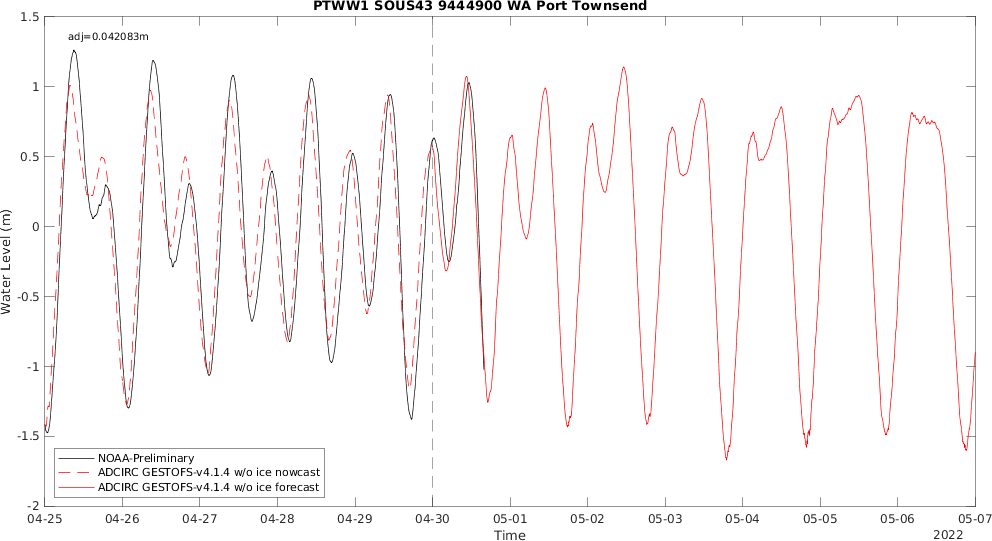 PTWW1 SOUS43 9444900 WA Port Townsend
adj=0.042083m
1.5
1
0.5
0
-0.5
-1
-1.5
-2
Water Level (m)
NOAA-Preliminary
ADCIRC GESTOFS-v4.1.4 w/o ice nowcast
ADCIRC GESTOFS-v4.1.4 w/o ice forecast
04-25 04-26 04-27 04-28 04-29 04-30 05-01 05-02 05-03 05-04 05-05 05-06 05-07
Time
2022